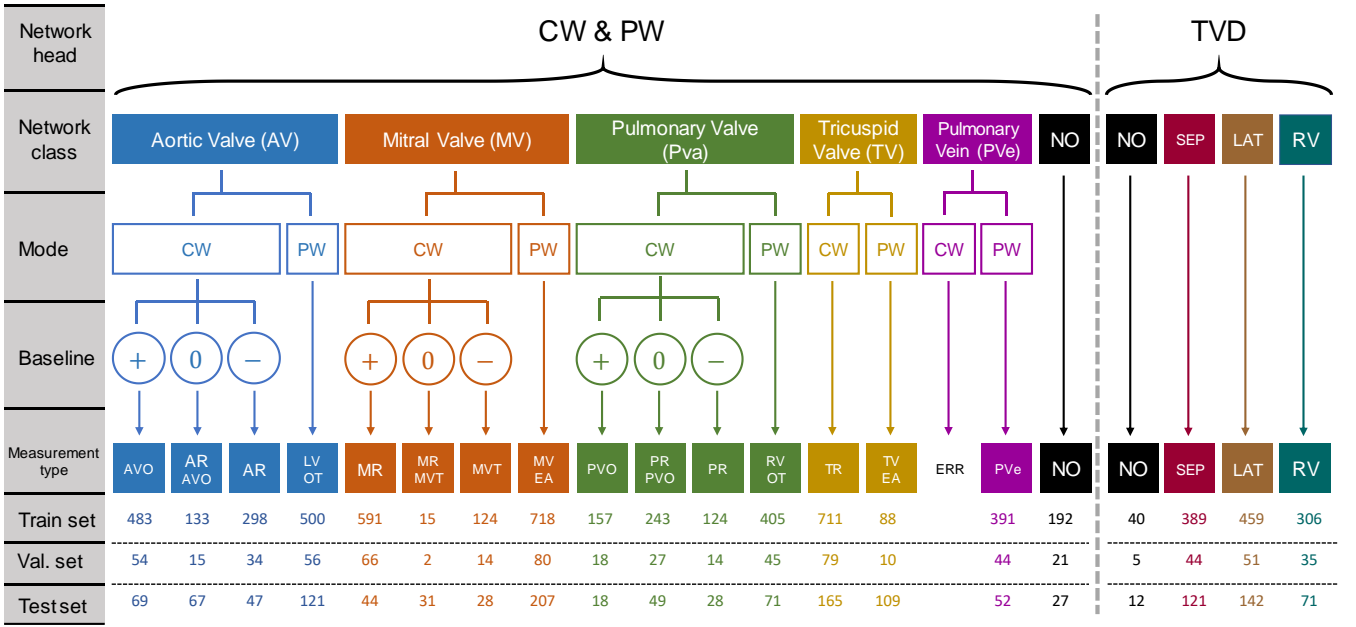 Network head
CW & PW
TVD
Network class
Aortic Valve (AV)
Mitral Valve (MV)
Pulmonary Valve (Pva)
Tricuspid Valve (TV)
Pulmonary Vein (PVe)
NO
NO
SEP
LAT
RV
Mode
CW PW CW PW CW PW CW PW CW PW
Baseline
+ 0 − + 0 − + 0 −
Measurement type
AVO
AR AVO
AR
LV OT
MR
MR MVT
MVT
MV EA
PVO
PR PVO
PR
RV OT
TR
TV EA
ERR
PVe
NO
NO
SEP
LAT
RV
Train set 483 133 298 500 591 15 124 718 157 243 124 405 711 88 391 192 40 389 459 306
Val. set 54 15 34 56 66 2 14 80 18 27 14 45 79 10 44 21 5 44 51 35
Test set 69 67 47 121 44 31 28 207 18 49 28 71 165 109 52 27 12 121 142 71